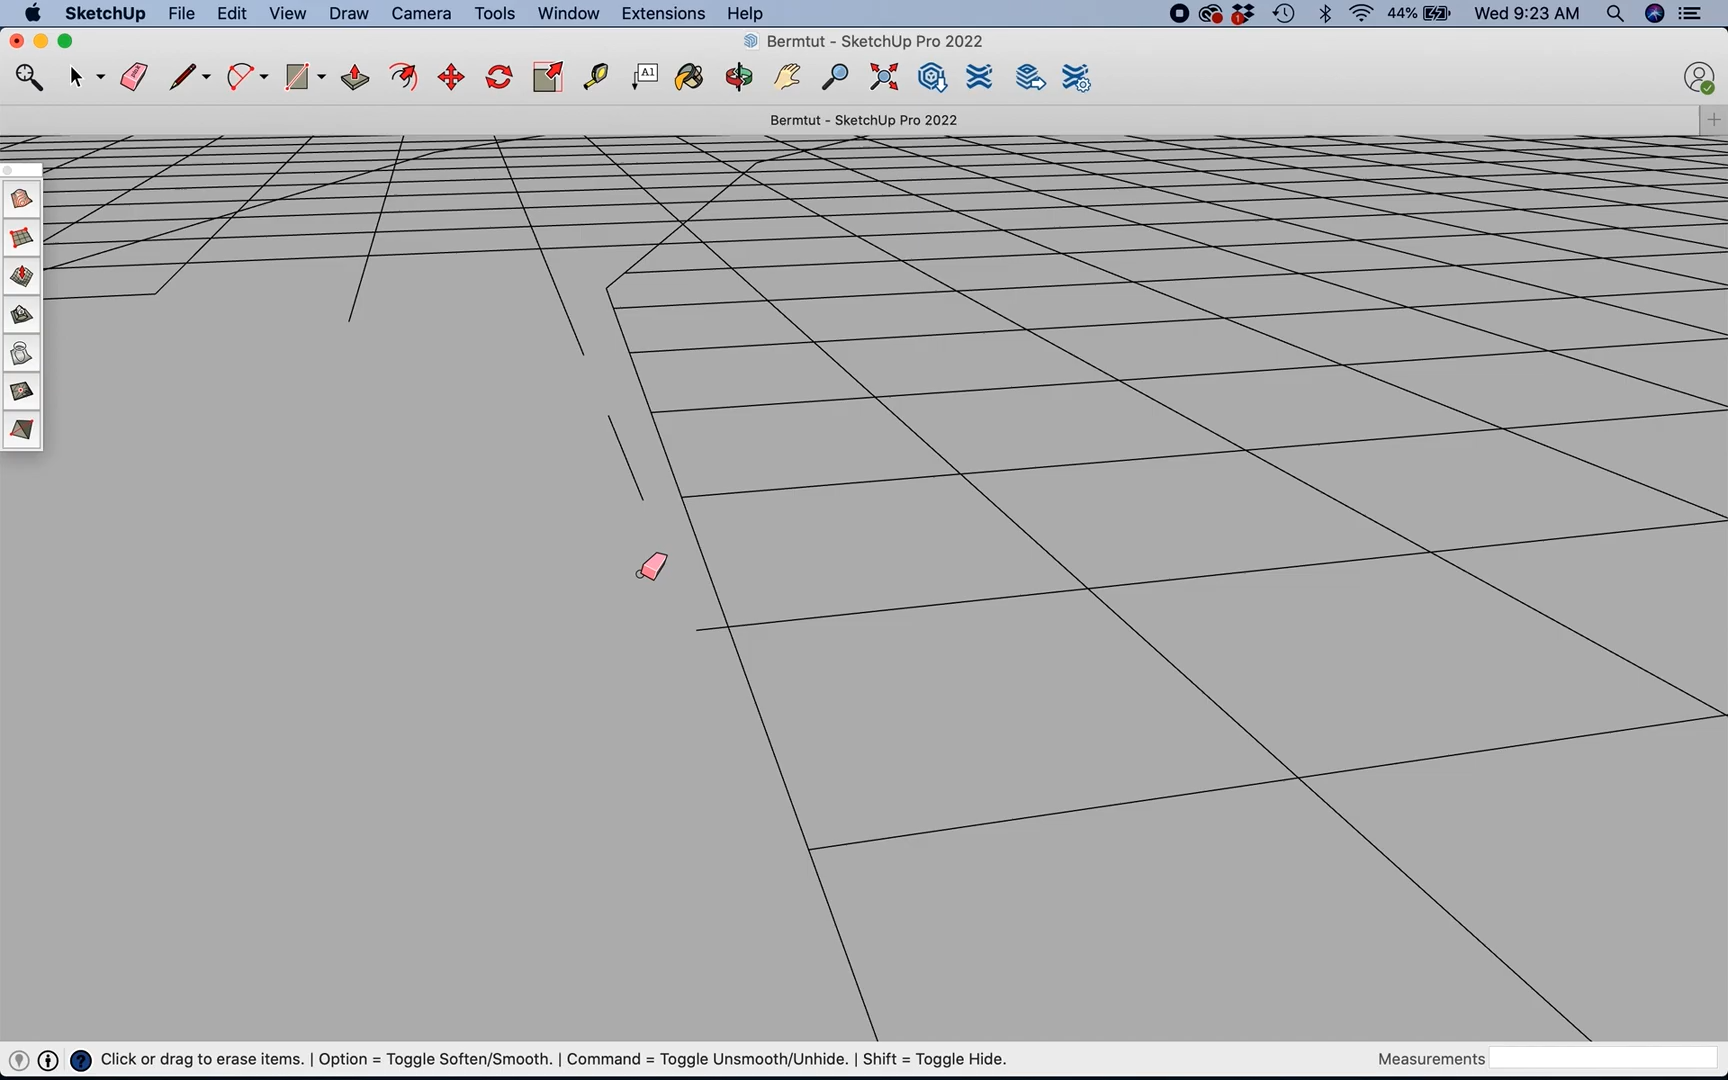 SketchUp File Edit View Draw Camera Tools Window Extensions Help 44% Wed 9:23 AM
Bermtut - SketchUp Pro 2022
A1
Bermtut - SketchUp Pro 2022
Click or drag to erase items. | Option = Toggle Soften/Smooth. | Command = Toggle Unsmooth/Unhide. | Shift = Toggle Hide. Measurements